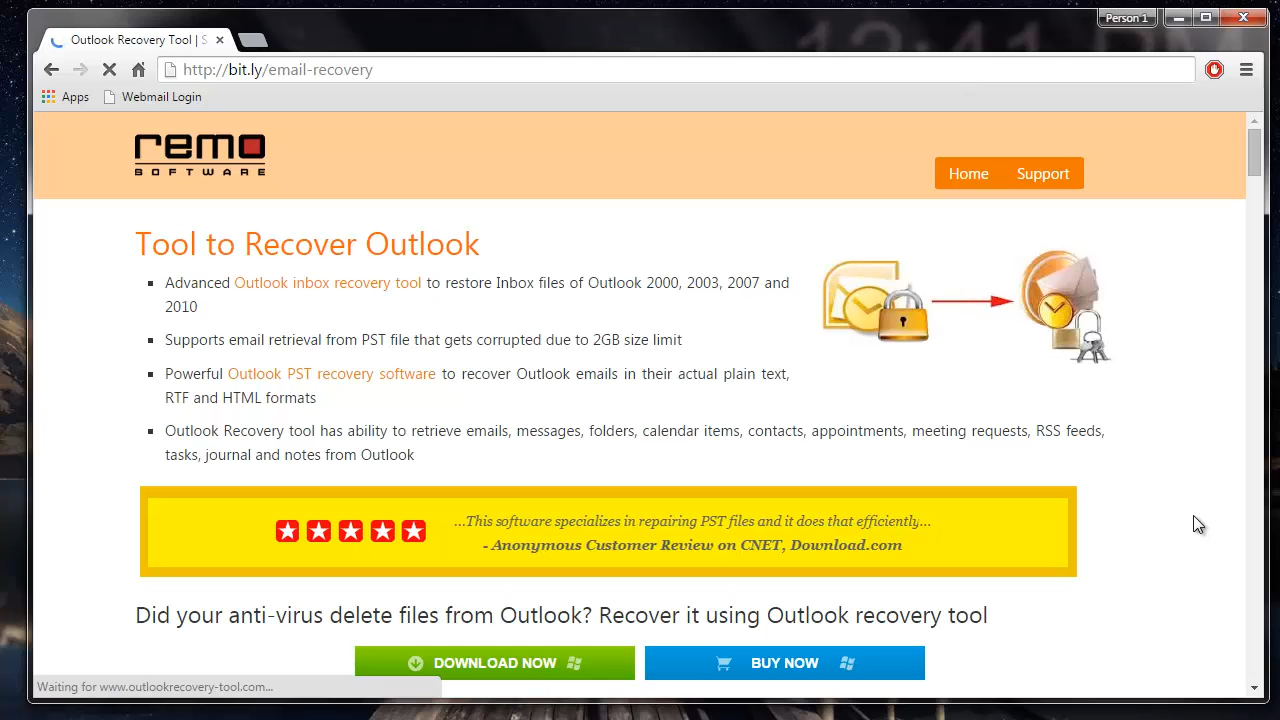 12:41 PM
Person 1
Outlook Recovery Tool | S
http://bit.ly/email-recovery
Apps
Webmail Login
remo
SOFTWARE
Home
Support
Tool to Recover Outlook
Advanced Outlook inbox recovery tool to restore Inbox files of Outlook 2000, 2003, 2007 and
2010
Supports email retrieval from PST file that gets corrupted due to 2GB size limit
Powerful Outlook PST recovery software to recover Outlook emails in their actual plain text,
RTF and HTML formats
Outlook Recovery tool has ability to retrieve emails, messages, folders, calendar items, contacts, appointments, meeting requests, RSS feeds,
tasks, journal and notes from Outlook
...This software specializes in repairing PST files and it does that efficiently...
- Anonymous Customer Review on CNET, Download.com
Did your anti-virus delete files from Outlook? Recover it using Outlook recovery tool
DOWNLOAD NOW
BUY NOW
Waiting for www.outlookrecovery-tool.com...